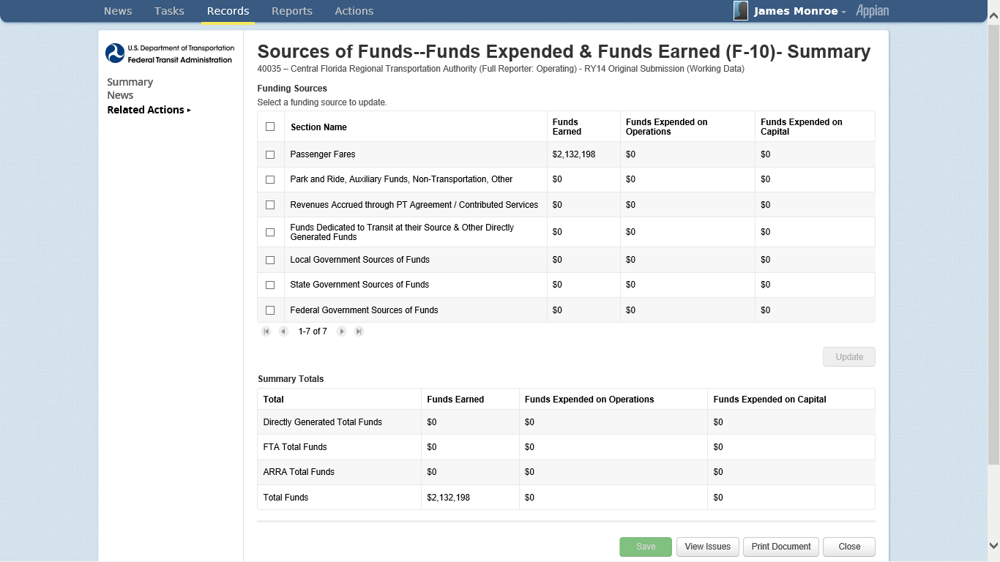 News Tasks Records Reports Actions James Monroe Appian
U.S. Department of Transportation
Federal Transit Administration
Summary
News
Related Actions
Sources of Funds--Funds Expended & Funds Earned (F-10)- Summary
40035 – Central Florida Regional Transportation Authority (Full Reporter: Operating) - RY14 Original Submission (Working Data)
Funding Sources
Select a funding source to update.
Section Name Funds Earned Funds Expended on Operations Funds Expended on Capital
Passenger Fares $2,132,198 $0 $0
Park and Ride, Auxiliary Funds, Non-Transportation, Other $0 $0 $0
Revenues Accrued through PT Agreement / Contributed Services $0 $0 $0
Funds Dedicated to Transit at their Source & Other Directly Generated Funds $0 $0 $0
Local Government Sources of Funds $0 $0 $0
State Government Sources of Funds $0 $0 $0
Federal Government Sources of Funds $0 $0 $0
1-7 of 7
Update
Summary Totals
Total Funds Earned Funds Expended on Operations Funds Expended on Capital
Directly Generated Total Funds $0 $0 $0
FTA Total Funds $0 $0 $0
ARRA Total Funds $0 $0 $0
Total Funds $2,132,198 $0 $0
Save View Issues Print Document Close